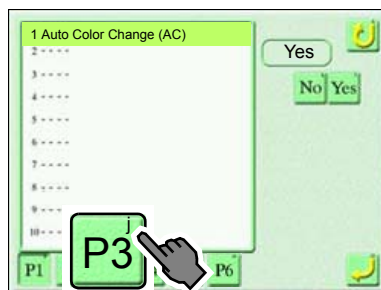 1 Auto Color Change (AC)
2 - - - -
3 - - - -
4 - - - -
5 - - - -
6 - - - -
7 - - - -
8 - - - -
9 - - - -
10 - - - -
Yes
No Yes
P1 P3 j P6